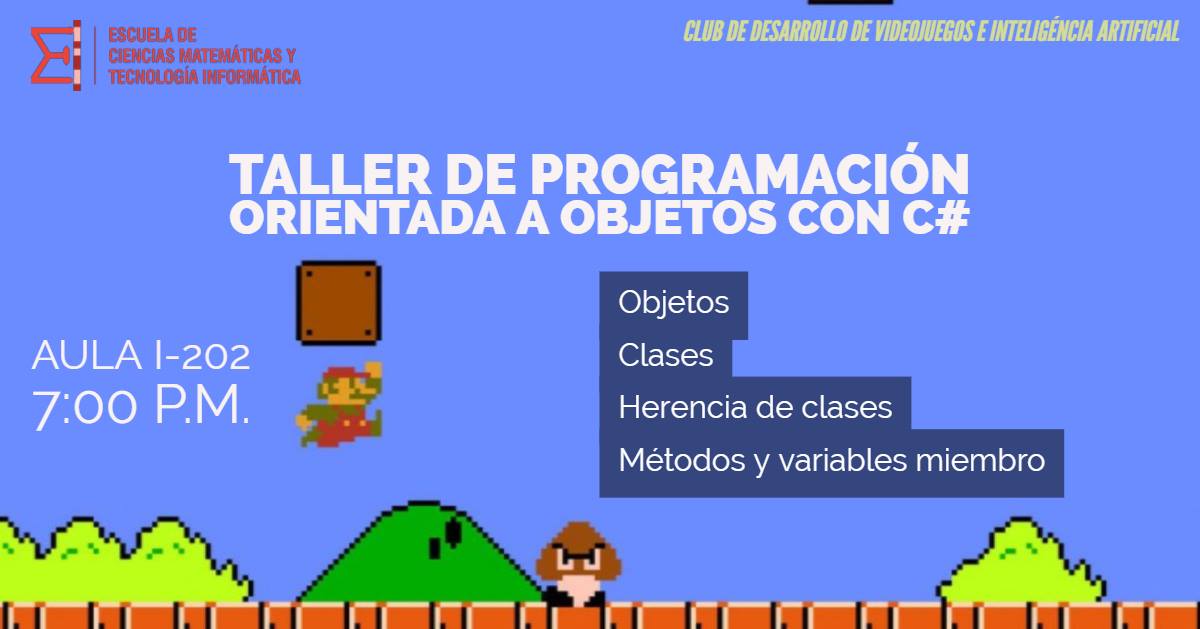 ESCUELA DE
CIENCIAS MATEMÁTICAS Y
TECNOLOGÍA INFORMÁTICA
CLUB DE DESARROLLO DE VIDEOJUEGOS E INTELIGÉNCIA ARTIFICIAL
TALLER DE PROGRAMACIÓN
ORIENTADA A OBJETOS CON C#
AULA I-202
7:00 P.M.
Objetos
Clases
Herencia de clases
Métodos y variables miembro